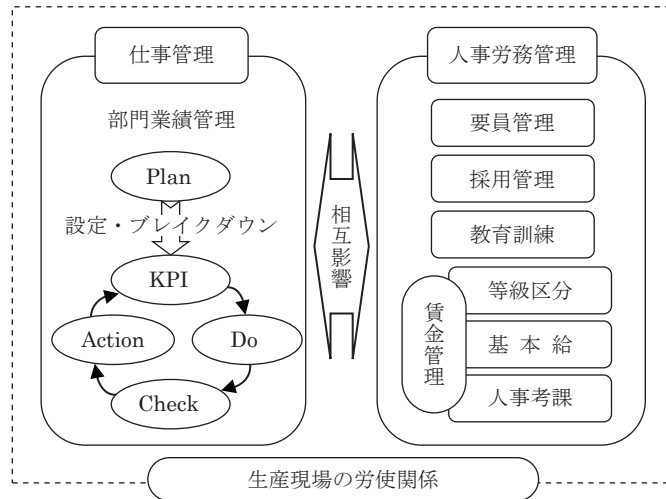 仕事管理
部門業績管理
Plan
設定・ブレイクダウン
KPI
Action
Do
Check
相互影響
人事労務管理
要員管理
採用管理
教育訓練
賃金管理
等級区分
基 本 給
人事考課
生産現場の労使関係